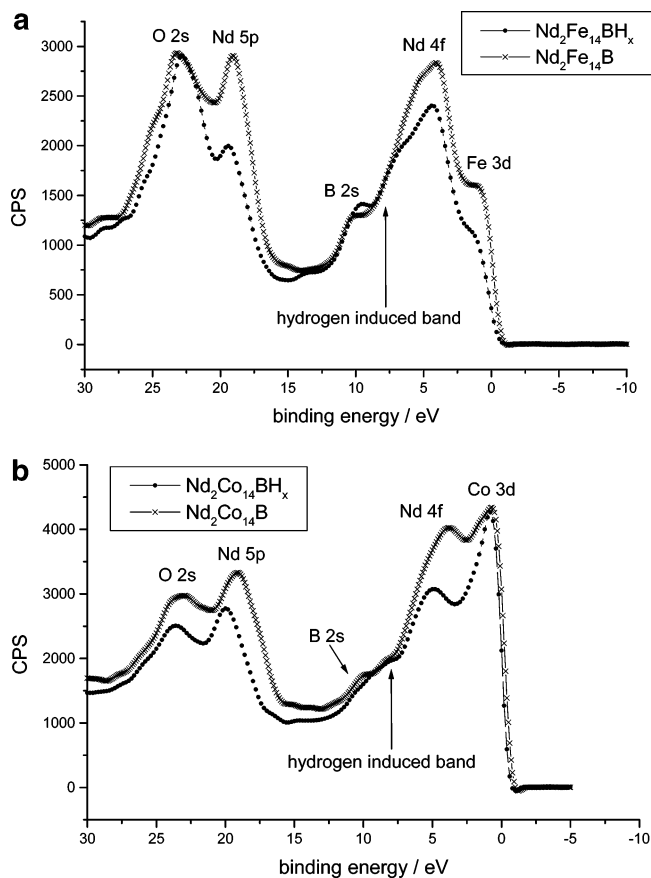 a
O 2s
Nd 5p
Nd 4f
Nd₂Fe₁₄BHₓ
Nd₂Fe₁₄B
Fe 3d
B 2s
hydrogen induced band
CPS
3000
2500
2000
1500
1000
500
0
30 25 20 15 10 5 0 -5 -10
binding energy / eV
b
Nd₂Co₁₄BHₓ
Nd₂Co₁₄B
Co 3d
Nd 4f
Nd 5p
O 2s
B 2s
hydrogen induced band
CPS
5000
4000
3000
2000
1000
0
30 25 20 15 10 5 0 -5 -10
binding energy / eV